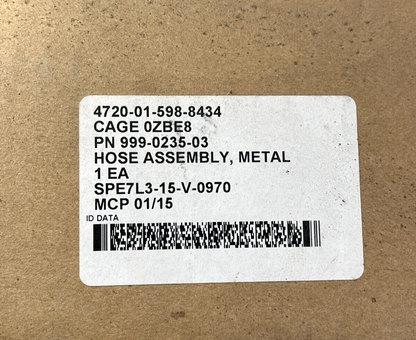 4720-01-598-8434
CAGE 0ZBE8
PN 999-0235-03
HOSE ASSEMBLY, METAL
1 EA
SPE7L3-15-V-0970
MCP 01/15
ID DATA